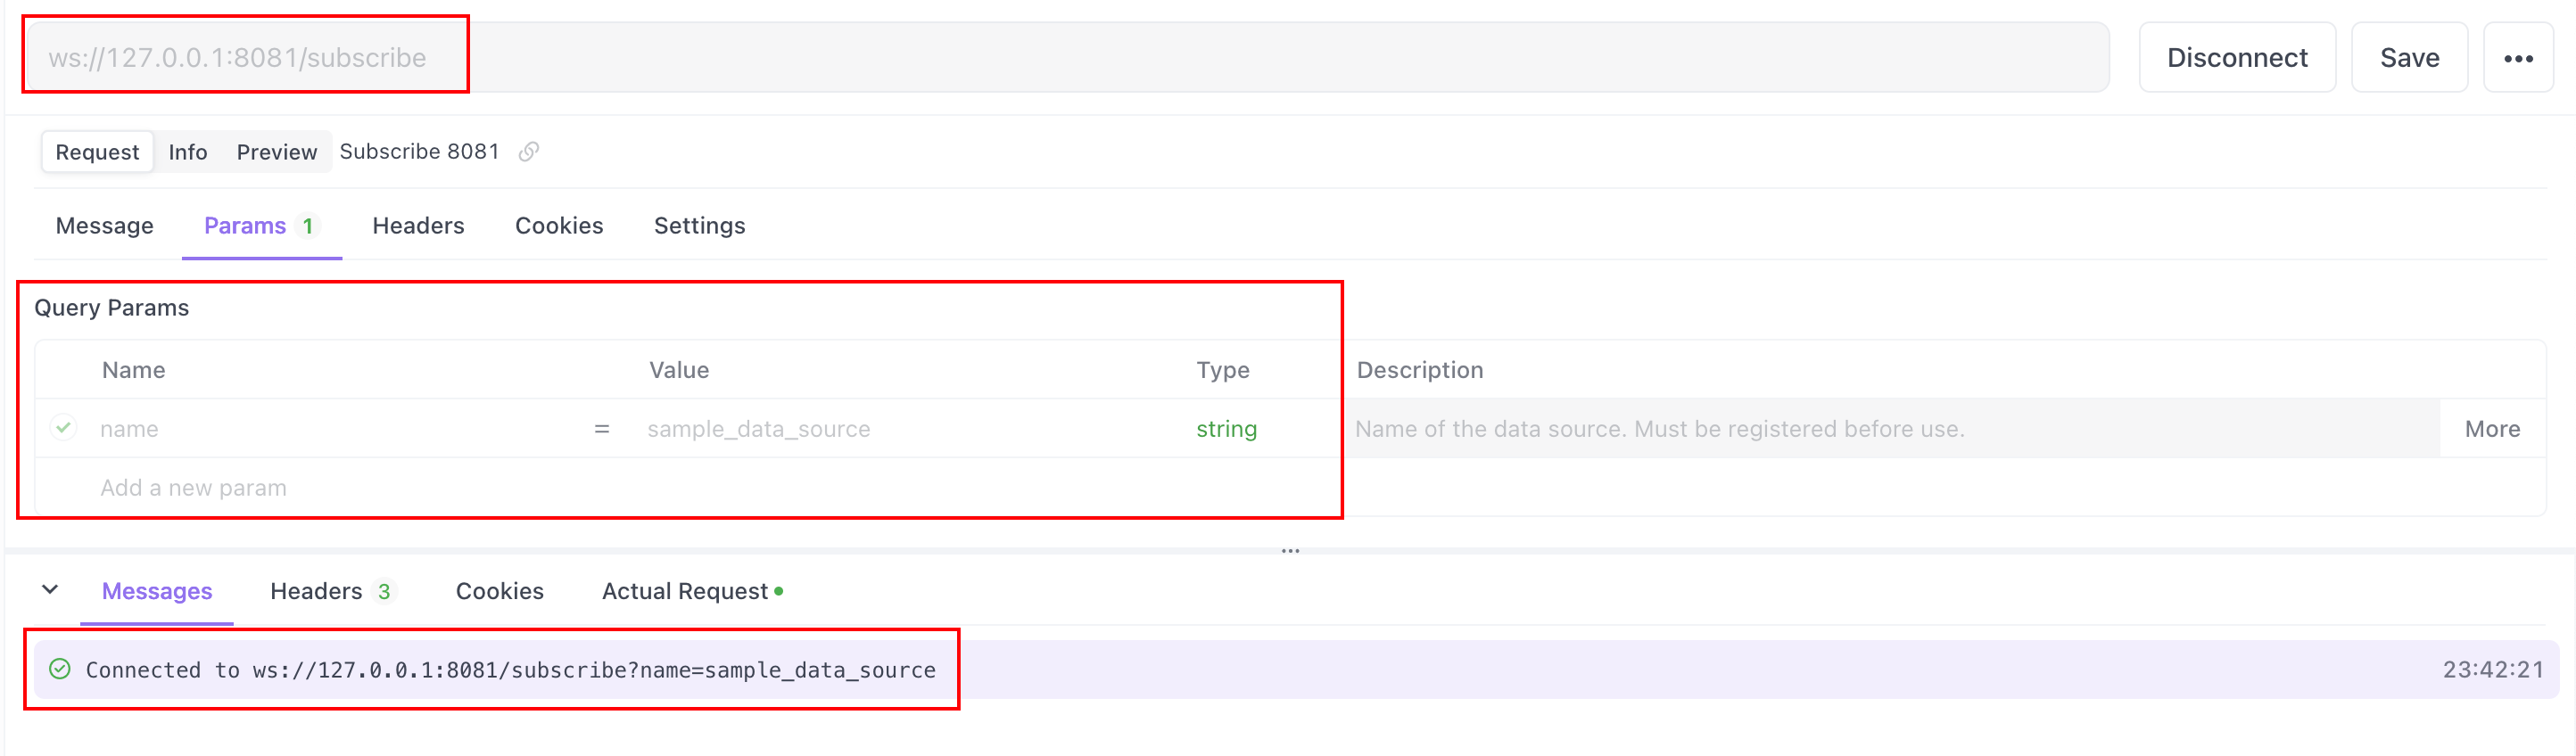 ws://127.0.0.1:8081/subscribe Disconnect Save •••
Request Info Preview Subscribe 8081
Message Params 1 Headers Cookies Settings
Query Params
Name Value Type Description
name = sample_data_source string Name of the data source. Must be registered before use. More
Add a new param
Messages Headers 3 Cookies Actual Request
Connected to ws://127.0.0.1:8081/subscribe?name=sample_data_source 23:42:21